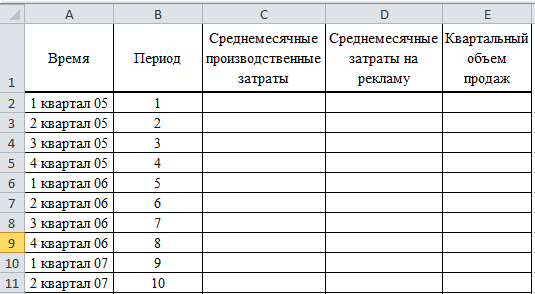 A B C D E
1 Время Период Среднемесячные производственные затраты Среднемесячные затраты на рекламу Квартальный объем продаж
2 1 квартал 05 1
3 2 квартал 05 2
4 3 квартал 05 3
5 4 квартал 05 4
6 1 квартал 06 5
7 2 квартал 06 6
8 3 квартал 06 7
9 4 квартал 06 8
10 1 квартал 07 9
11 2 квартал 07 10